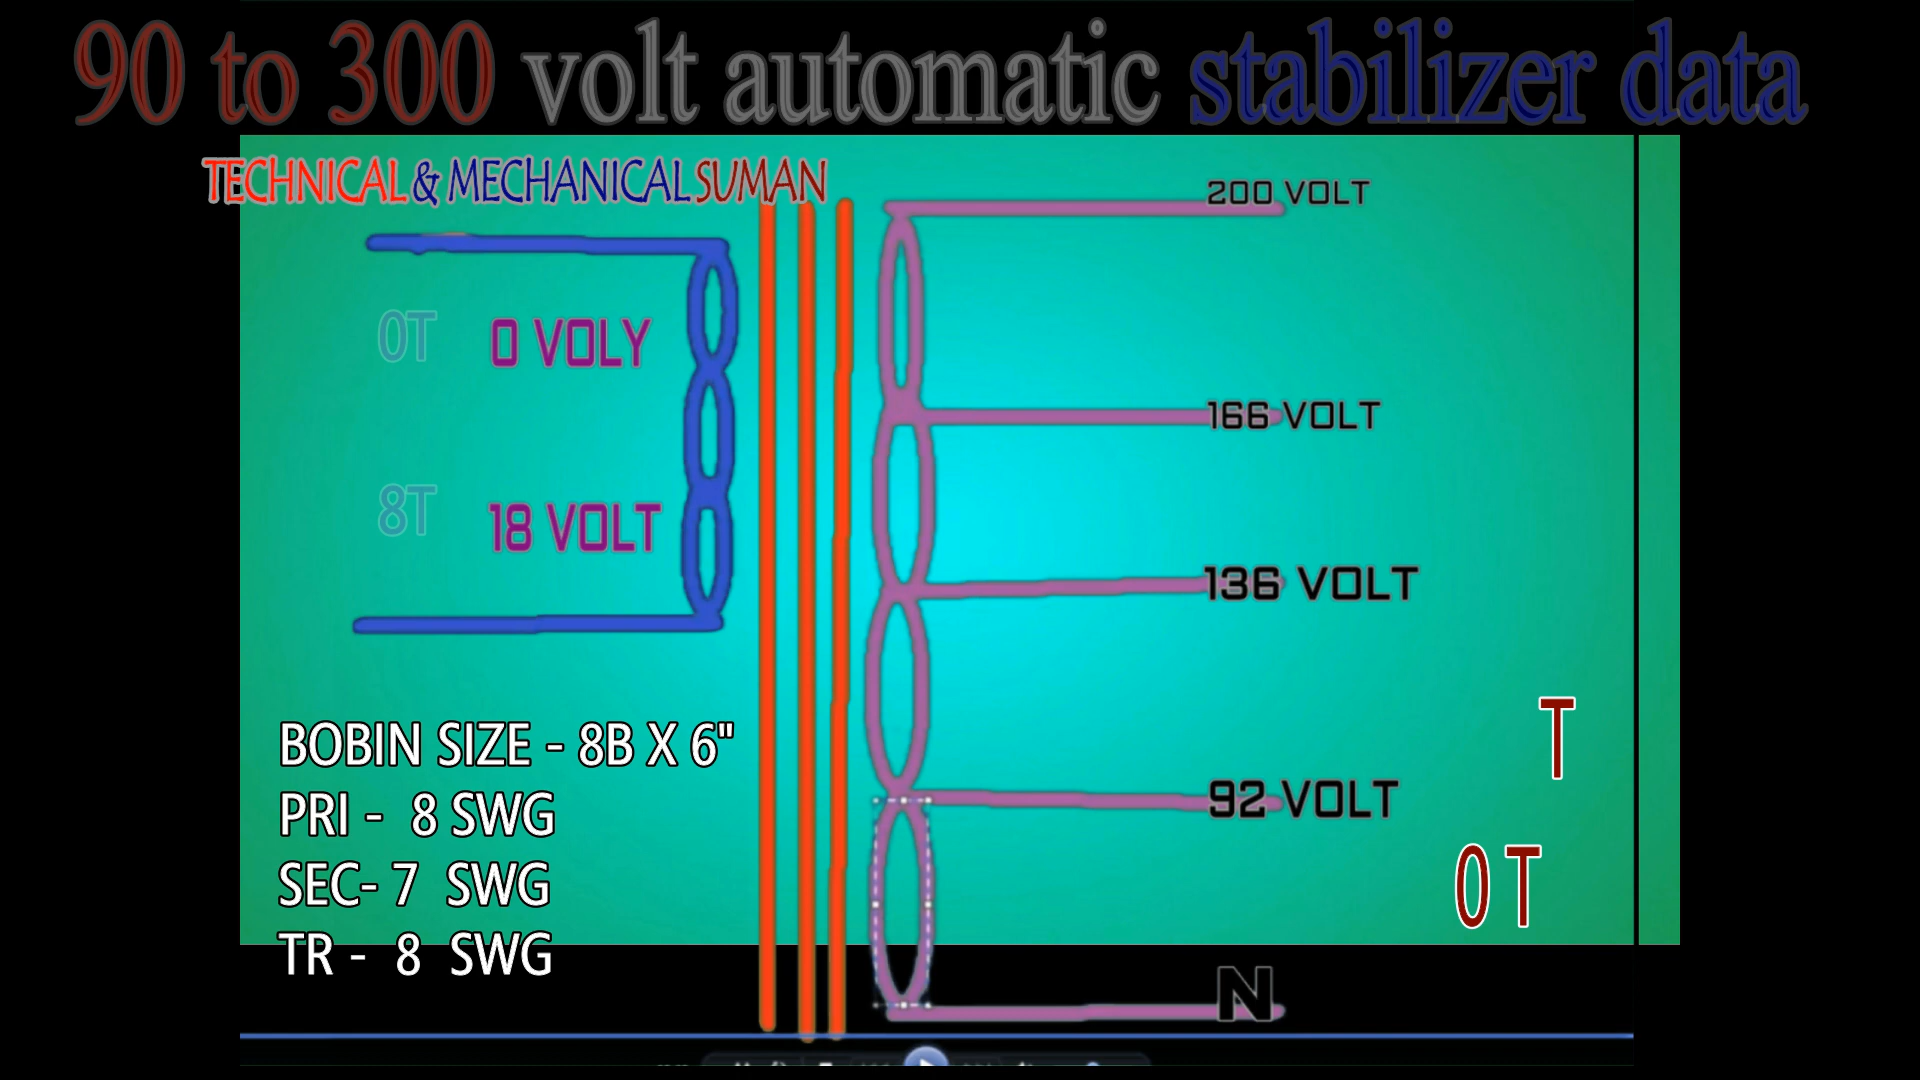 90 to 300 volt automatic stabilizer data
TECHNICAL & MECHANICAL SUMAN
200 VOLT
0T 0 VOLY
166 VOLT
8T 18 VOLT
136 VOLT
92 VOLT
T
0 T
BOBIN SIZE - 8B X 6"
PRI - 8 SWG
SEC- 7 SWG
TR - 8 SWG
N